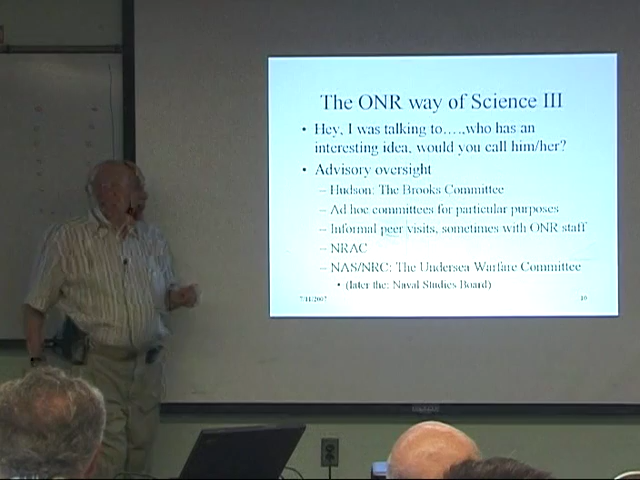 The ONR way of Science III
• Hey, I was talking to….,who has an
interesting idea, would you call him/her?
• Advisory oversight
– Hudson: The Brooks Committee
– Ad hoc committees for particular purposes
– Informal peer visits, sometimes with ONR staff
– NRAC
– NAS/NRC: The Undersea Warfare Committee
• (later the: Naval Studies Board)
7/11/2007
10